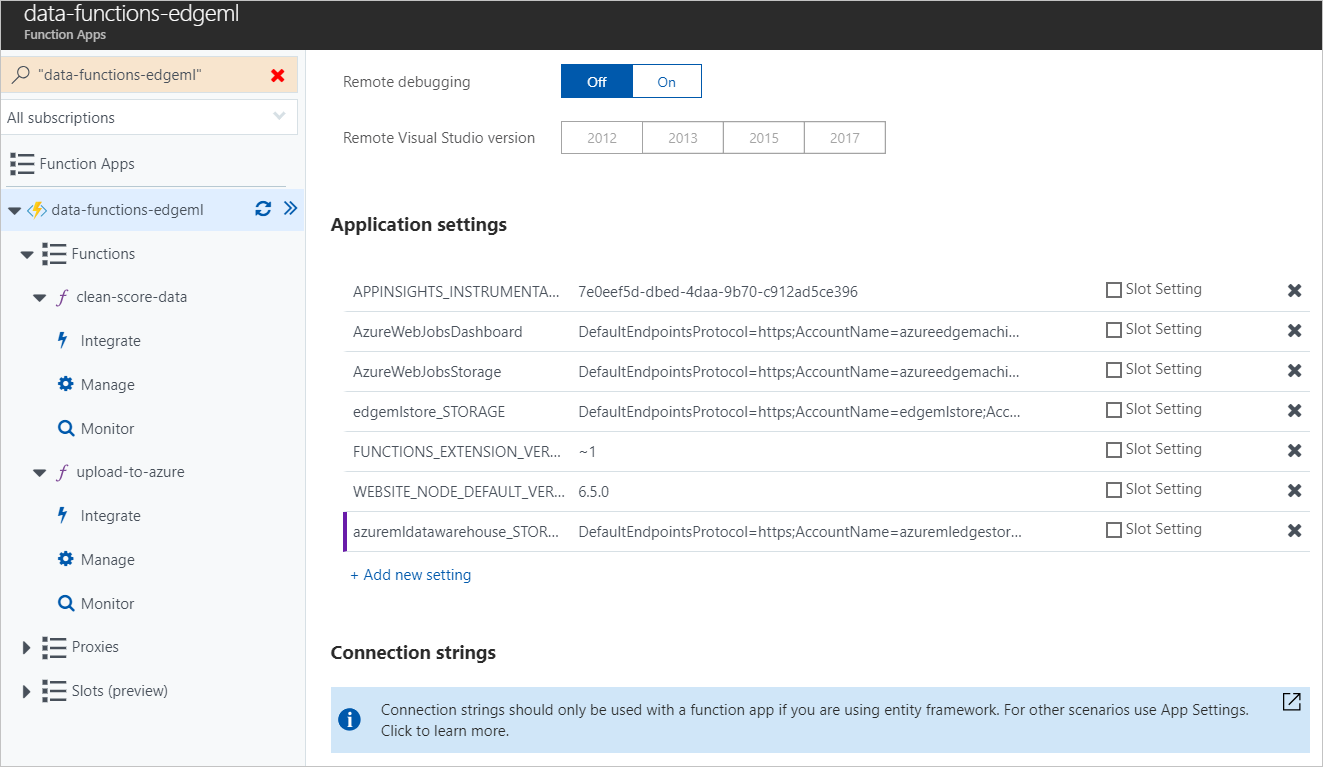 data-functions-edgeml
Function Apps
"data-functions-edgeml"
All subscriptions
Function Apps
data-functions-edgeml
Functions
clean-score-data
Integrate
Manage
Monitor
upload-to-azure
Integrate
Manage
Monitor
Proxies
Slots (preview)
Remote debugging Off On
Remote Visual Studio version 2012 2013 2015 2017
Application settings
APPINSIGHTS_INSTRUMENTA... 7e0eef5d-dbed-4daa-9b70-c912ad5ce396 Slot Setting
AzureWebJobsDashboard DefaultEndpointsProtocol=https;AccountName=azureedgemachi... Slot Setting
AzureWebJobsStorage DefaultEndpointsProtocol=https;AccountName=azureedgemachi... Slot Setting
edgemlstore_STORAGE DefaultEndpointsProtocol=https;AccountName=edgemlstore;Acc... Slot Setting
FUNCTIONS_EXTENSION_VER... ~1 Slot Setting
WEBSITE_NODE_DEFAULT_VER... 6.5.0 Slot Setting
azuremldatawarehouse_STOR... DefaultEndpointsProtocol=https;AccountName=azuremledgestor... Slot Setting
+ Add new setting
Connection strings
Connection strings should only be used with a function app if you are using entity framework. For other scenarios use App Settings.
Click to learn more.